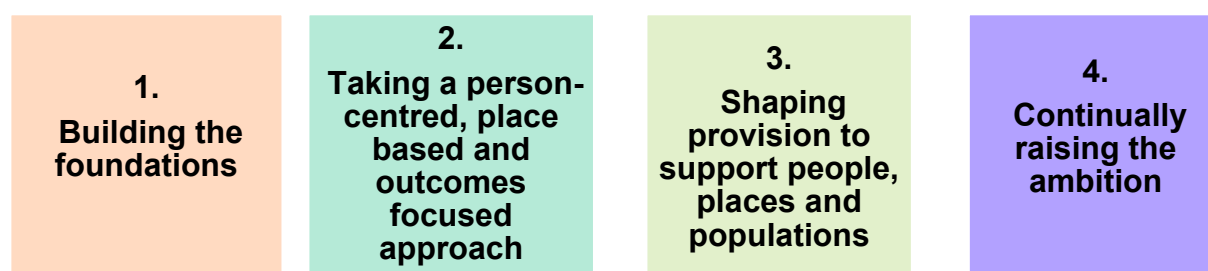 1.
Building the
foundations
2.
Taking a person-
centred, place
based and
outcomes
focused
approach
3.
Shaping
provision to
support people,
places and
populations
4.
Continually
raising the
ambition